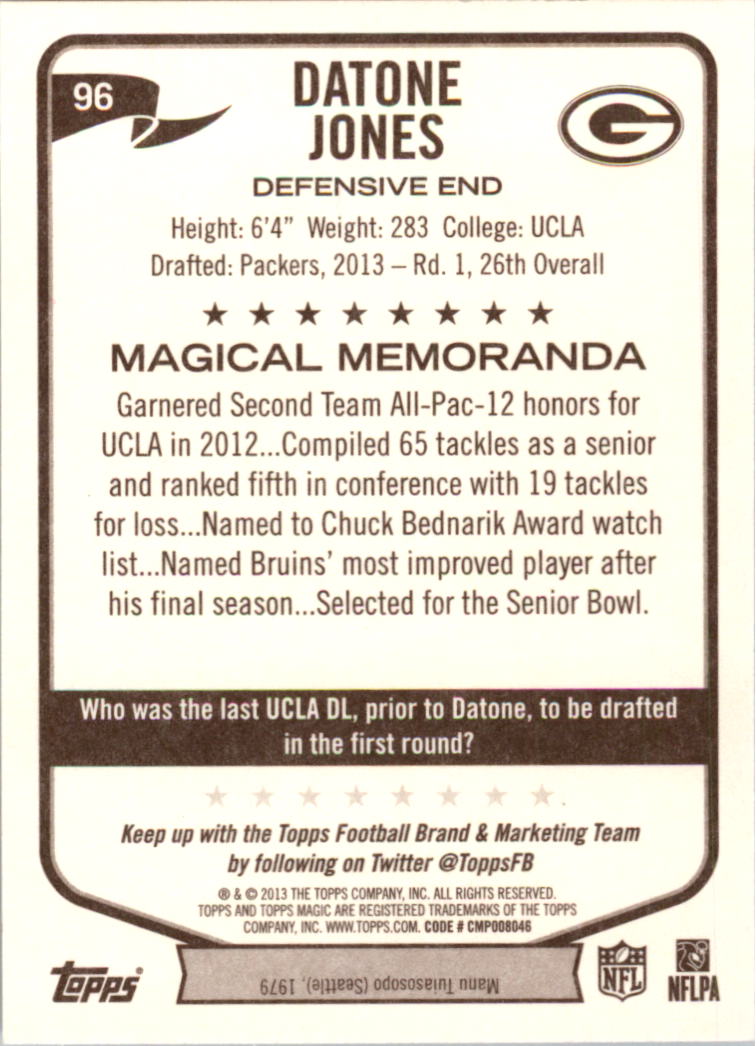 96
DATONE
JONES
G
DEFENSIVE END
Height: 6'4" Weight: 283 College: UCLA
Drafted: Packers, 2013 – Rd. 1, 26th Overall
MAGICAL MEMORANDA
Garnered Second Team All-Pac-12 honors for
UCLA in 2012...Compiled 65 tackles as a senior
and ranked fifth in conference with 19 tackles
for loss...Named to Chuck Bednarik Award watch
list...Named Bruins' most improved player after
his final season...Selected for the Senior Bowl.
Who was the last UCLA DL, prior to Datone, to be drafted
in the first round?
Keep up with the Topps Football Brand & Marketing Team
by following on Twitter @ToppsFB
® & © 2013 THE TOPPS COMPANY, INC. ALL RIGHTS RESERVED.
TOPPS AND TOPPS MAGIC ARE REGISTERED TRADEMARKS OF THE TOPPS
COMPANY, INC. WWW.TOPPS.COM. CODE # CMP008046
Topps®
Manu Tuiasosopo (Seattle), 1979
NFL
NFLPA